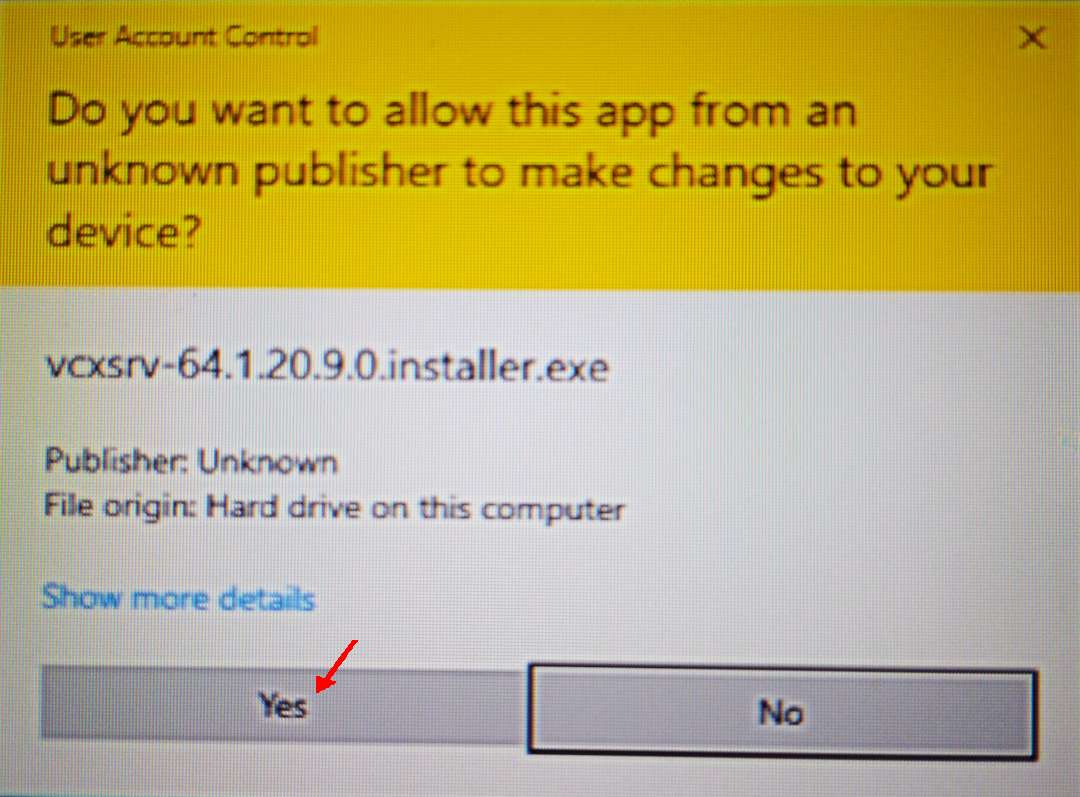 User Account Control
Do you want to allow this app from an
unknown publisher to make changes to your
device?
vcxsrv-64.1.20.9.0.installer.exe
Publisher: Unknown
File origin: Hard drive on this computer
Show more details
Yes
No